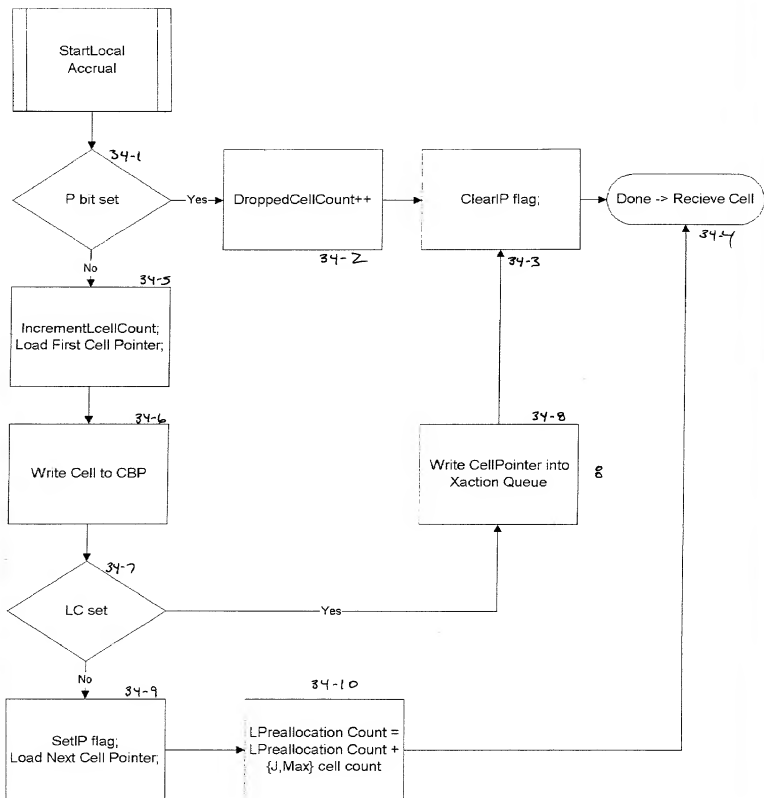 StartLocal
Accrual
34-1
P bit set
Yes
DroppedCellCount++
34-2
ClearIP flag;
34-3
Done -> Recieve Cell
34-4
No
34-5
IncrementLcellCount;
Load First Cell Pointer;
34-6
Write Cell to CBP
34-8
Write CellPointer into
Xaction Queue
8
34-7
LC set
Yes
No
34-9
SetIP flag;
Load Next Cell Pointer;
34-10
LPreallocation Count =
LPreallocation Count +
{J,Max} cell count